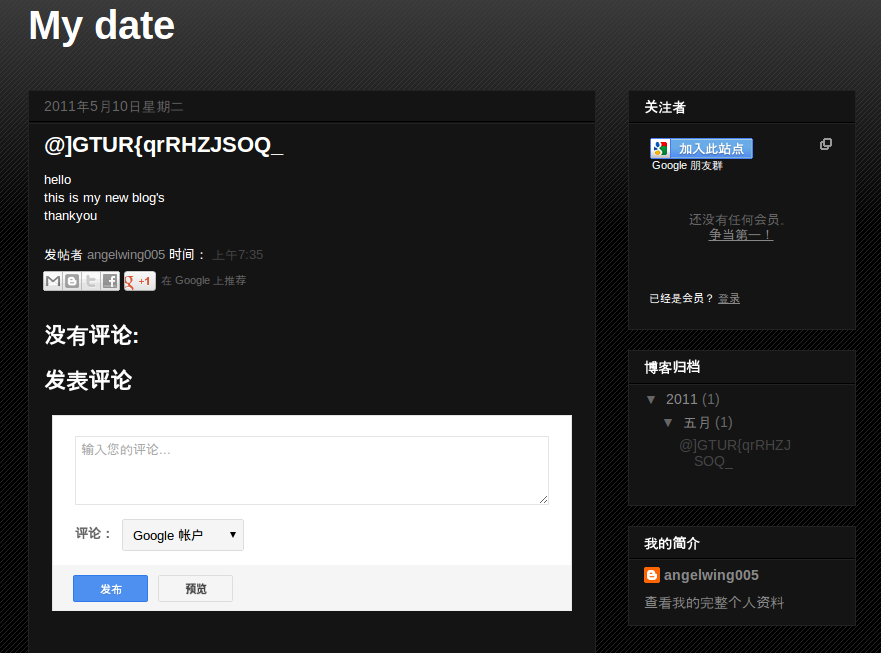 My date
2011年5月10日星期二
@]GTUR{qrRHZJSOQ_
hello
this is my new blog's
thankyou
发帖者 angelwing005 时间： 上午7:35
g +1 在 Google 上推荐
没有评论:
发表评论
输入您的评论...
评论： Google 帐户
发布 预览
关注者
加入此站点
Google 朋友群
还没有任何会员。
争当第一！
已经是会员？ 登录
博客归档
▼ 2011 (1)
▼ 五月 (1)
@]GTUR{qrRHZJ
SOQ_
我的简介
angelwing005
查看我的完整个人资料